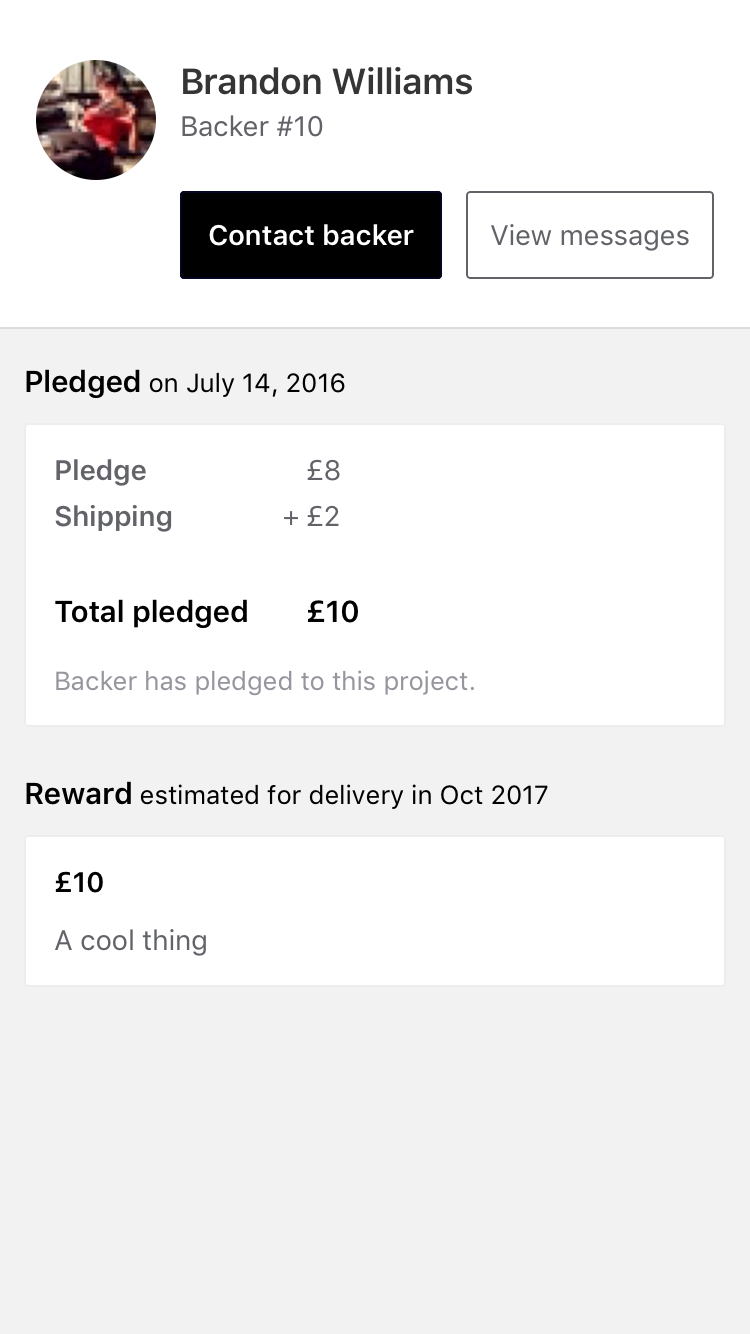 Brandon Williams
Backer #10
Contact backer
View messages
Pledged on July 14, 2016
Pledge £8
Shipping + £2
Total pledged £10
Backer has pledged to this project.
Reward estimated for delivery in Oct 2017
£10
A cool thing